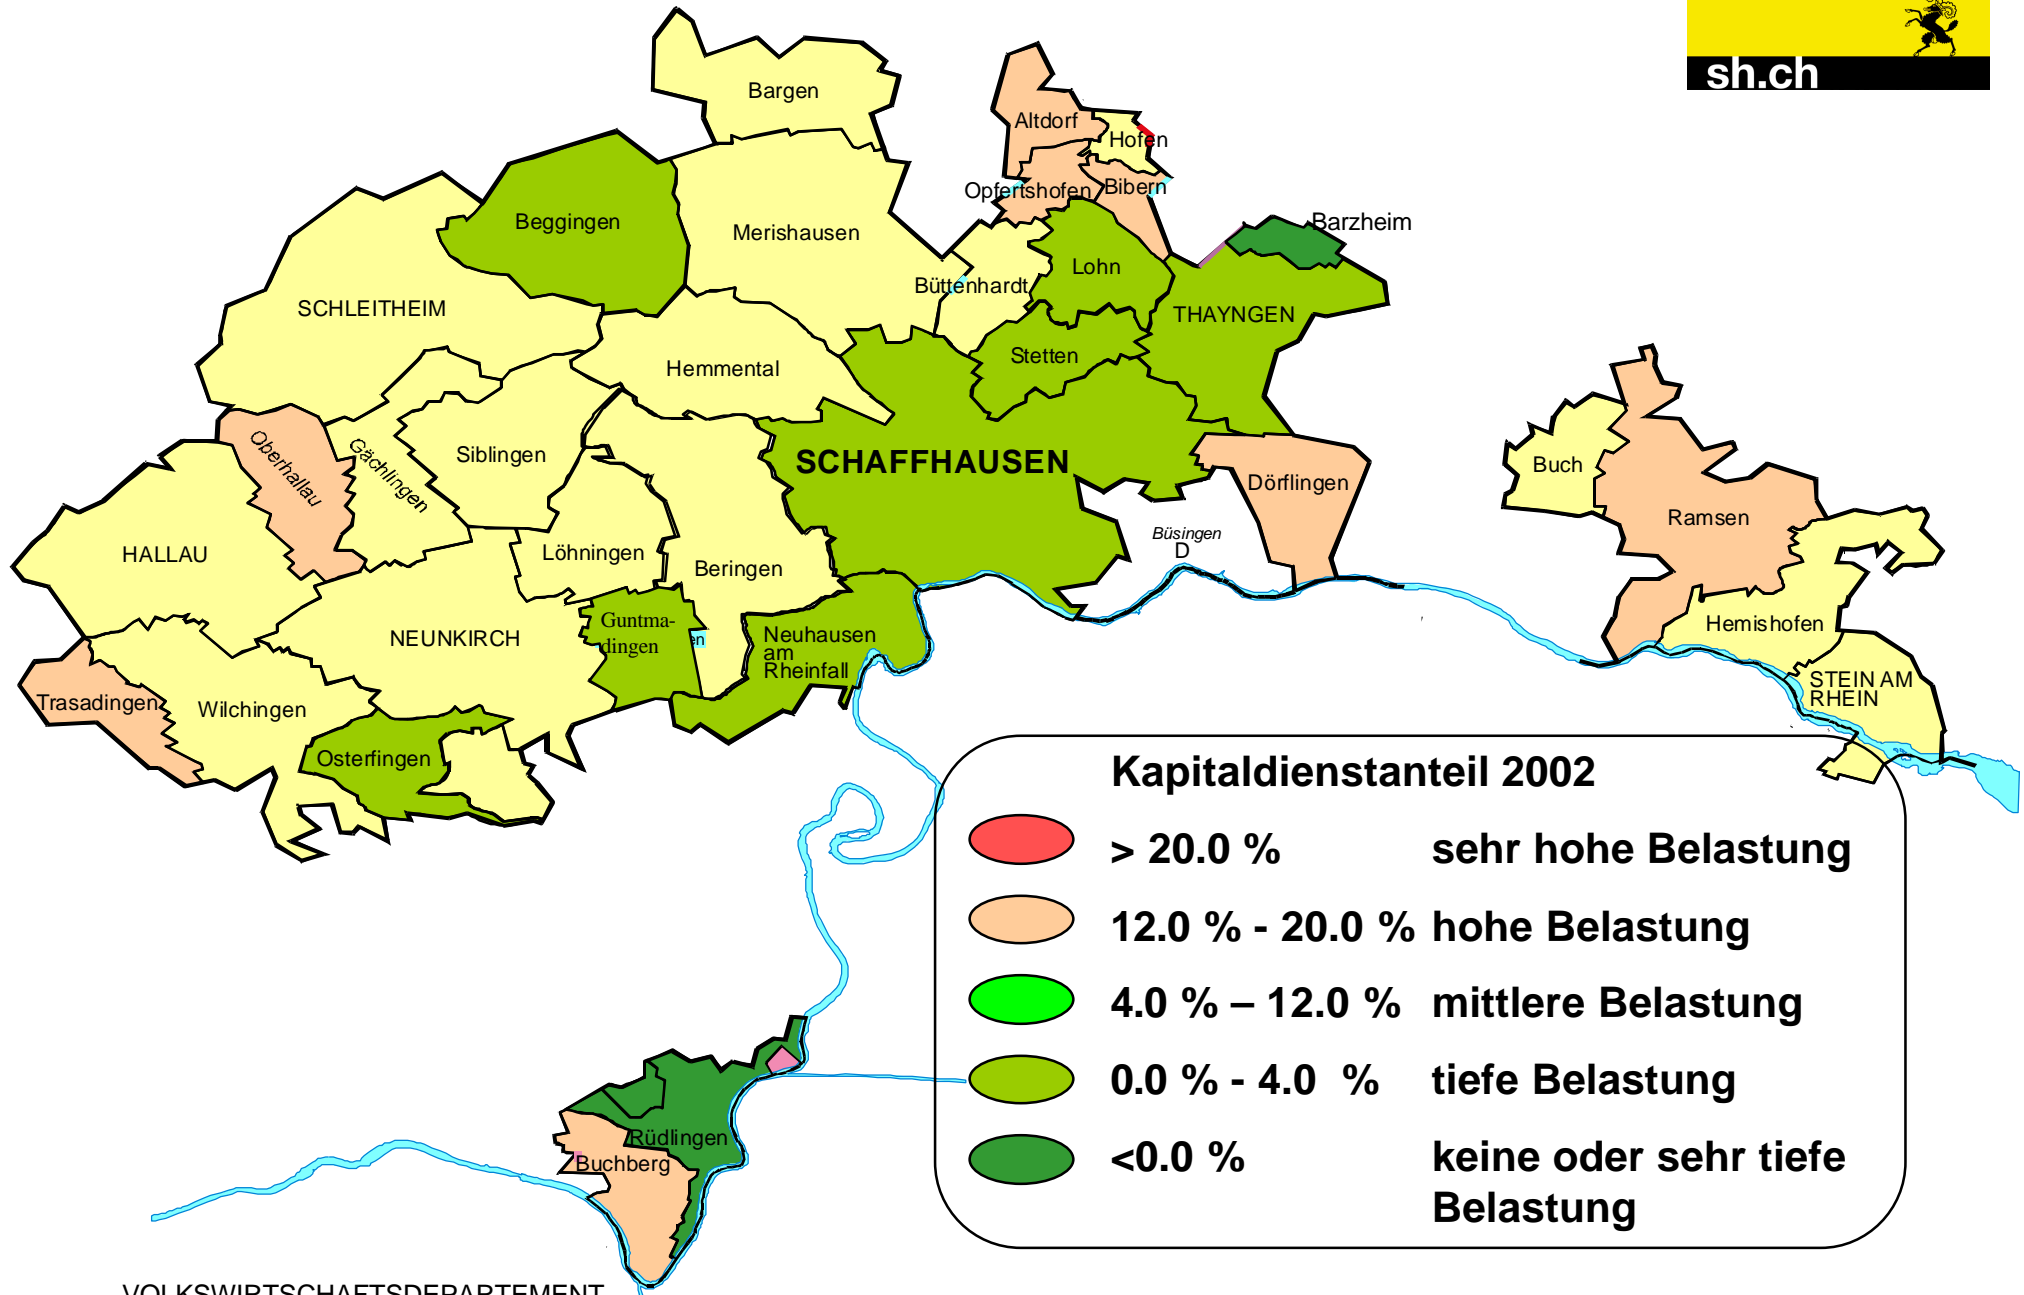 sh.ch
Bargen
Altdorf
Hofen
Opfertshofen
Bibern
Beggingen
Merishausen
Barzheim
Lohn
Büttenhardt
SCHLEITHEIM
THAYNGEN
Stetten
Hemmental
Oberhallau
Gächlingen
Siblingen
SCHAFFHAUSEN
Dörflingen
Buch
Ramsen
Büsingen
D
HALLAU
Löhningen
Beringen
Guntma-
dingen
en
NEUNKIRCH
Neuhausen
am
Rheinfall
Hemishofen
STEIN AM
RHEIN
Trasadingen
Wilchingen
Osterfingen
Kapitaldienstanteil 2002
> 20.0 % sehr hohe Belastung
12.0 % - 20.0 % hohe Belastung
4.0 % – 12.0 % mittlere Belastung
0.0 % - 4.0 % tiefe Belastung
<0.0 % keine oder sehr tiefe
Belastung
Rüdlingen
Buchberg
VOLKSWIRTSCHAFTSDEPARTEMENT